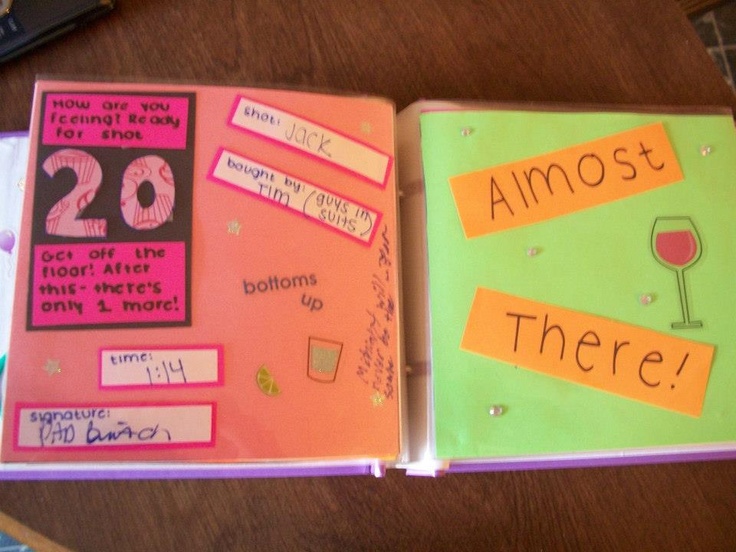 How are you
feeling? Ready
for shot
20
Get off the
floor! After
this-there's
only 1 more!
shot: Jack
bought by:
TIM (guys in
suits)
bottoms
up
time:
1:14
signature:
Almost
There!